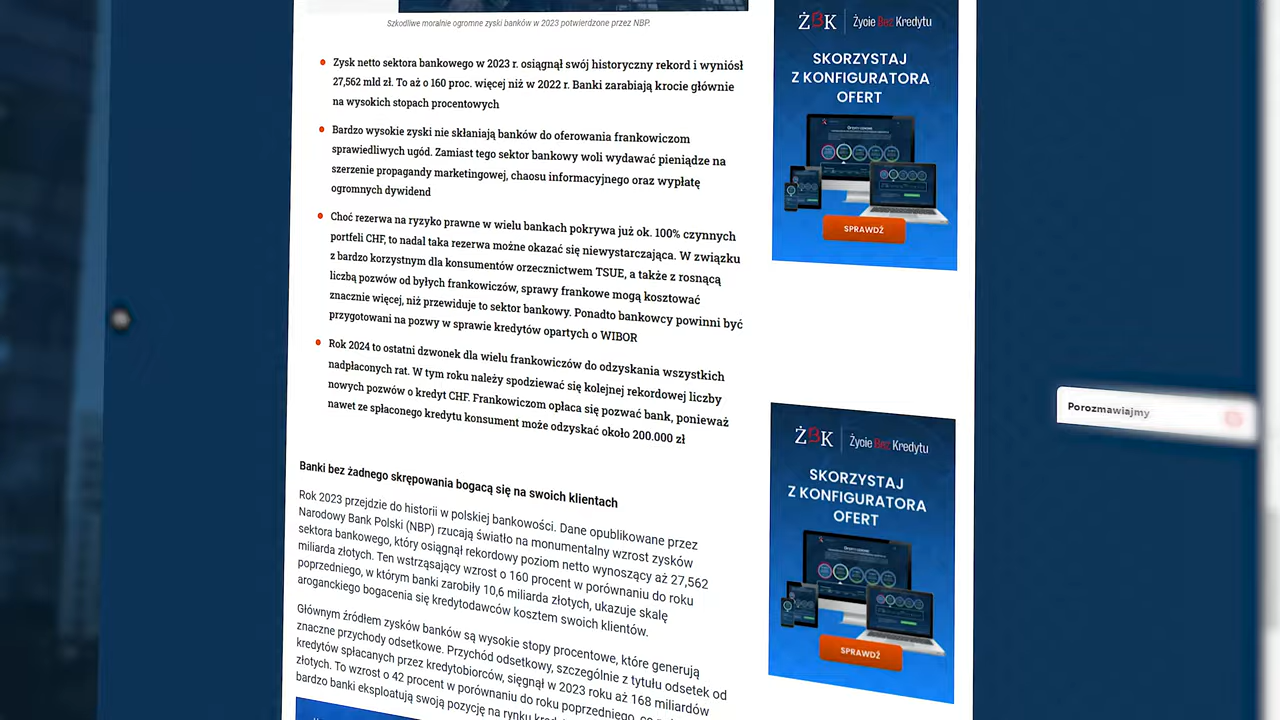 Szkodliwe moralnie ogromne zyski banków w 2023 potwierdzone przez NBP.
Zysk netto sektora bankowego w 2023 r. osiągnął swój historyczny rekord i wyniósł
27,562 mld zł. To aż o 160 proc. więcej niż w 2022 r. Banki zarabiają krocie głównie
na wysokich stopach procentowych
Bardzo wysokie zyski nie skłaniają banków do oferowania frankowiczom
sprawiedliwych ugód. Zamiast tego sektor bankowy woli wydawać pieniądze na
szerzenie propagandy marketingowej, chaosu informacyjnego oraz wypłatę
ogromnych dywidend
Choć rezerwa na ryzyko prawne w wielu bankach pokrywa już ok. 100% czynnych
portfeli CHF, to nadal taka rezerwa możne okazać się niewystarczająca. W związku
z bardzo korzystnym dla konsumentów orzecznictwem TSUE, a także z rosnącą
liczbą pozwów od byłych frankowiczów, sprawy frankowe mogą kosztować
znacznie więcej, niż przewiduje to sektor bankowy. Ponadto bankowcy powinni być
przygotowani na pozwy w sprawie kredytów opartych o WIBOR
Rok 2024 to ostatni dzwonek dla wielu frankowiczów do odzyskania wszystkich
nadpłaconych rat. W tym roku należy spodziewać się kolejnej rekordowej liczby
nowych pozwów o kredyt CHF. Frankowiczom opłaca się pozwać bank, ponieważ
nawet ze spłaconego kredytu konsument może odzyskać około 200.000 zł
Banki bez żadnego skrępowania bogacą się na swoich klientach
Rok 2023 przejdzie do historii w polskiej bankowości. Dane opublikowane przez
Narodowy Bank Polski (NBP) rzucają światło na monumentalny wzrost zysków
sektora bankowego, który osiągnął rekordowy poziom netto wynoszący aż 27,562
miliarda złotych. Ten wstrząsający wzrost o 160 procent w porównaniu do roku
poprzedniego, w którym banki zarobiły 10,6 miliarda złotych, ukazuje skalę
aroganckiego bogacenia się kredytodawców kosztem swoich klientów.
Głównym źródłem zysków banków są wysokie stopy procentowe, które generują
znaczne przychody odsetkowe. Przychód odsetkowy, szczególnie z tytułu odsetek od
kredytów spłacanych przez kredytobiorców, sięgnął w 2023 roku aż 168 miliardów
złotych. To wzrost o 42 procent w porównaniu do roku poprzedniego, co
bardzo banki eksploatują swoją pozycję na rynku
ŻBK Życie Bez Kredytu
SKORZYSTAJ
Z KONFIGURATORA
OFERT
SPRAWDŹ
Porozmawiajmy
ŻBK Życie Bez Kredytu
SKORZYSTAJ
Z KONFIGURATORA
OFERT
SPRAWDŹ